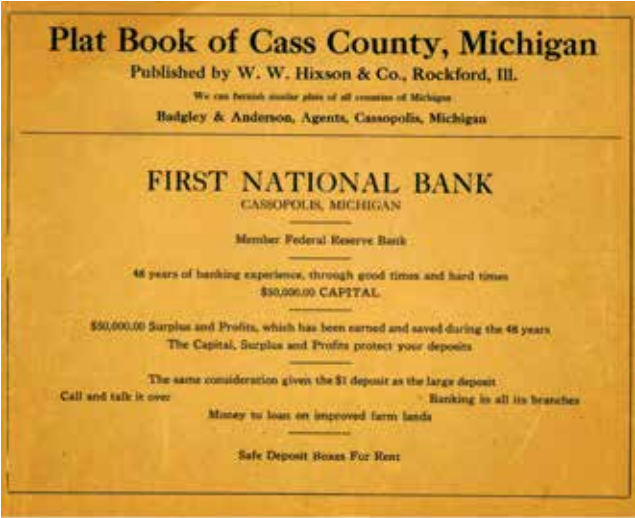 Plat Book of Cass County, Michigan
Published by W. W. Hixson & Co., Rockford, Ill.
We can furnish similar plats of all counties of Michigan
Badgley & Anderson, Agents, Cassopolis, Michigan
FIRST NATIONAL BANK
CASSOPOLIS, MICHIGAN
Member Federal Reserve Bank
48 years of banking experience, through good times and hard times
$50,000.00 CAPITAL
$50,000.00 Surplus and Profits, which has been earned and saved during the 48 years
The Capital, Surplus and Profits protect your deposits
The same consideration given the $1 deposit as the large deposit
Call and talk it over Banking in all its branches
Money to loan on improved farm lands
Safe Deposit Boxes For Rent